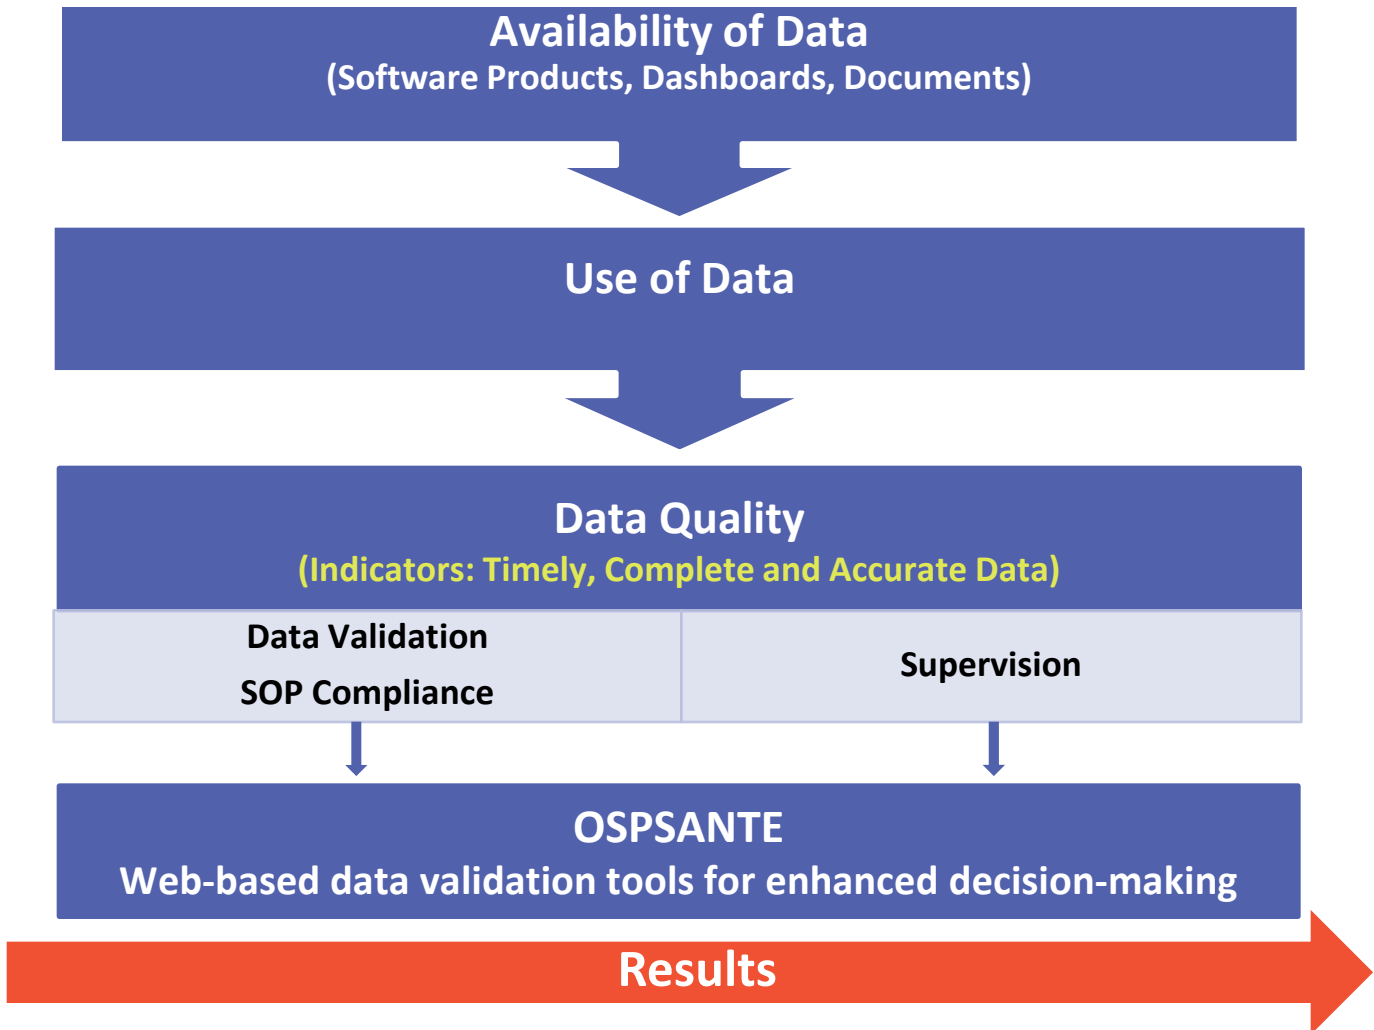 Availability of Data
(Software Products, Dashboards, Documents)
Use of Data
Data Quality
(Indicators: Timely, Complete and Accurate Data)
Data Validation
SOP Compliance
Supervision
OSPSANTE
Web-based data validation tools for enhanced decision-making
Results